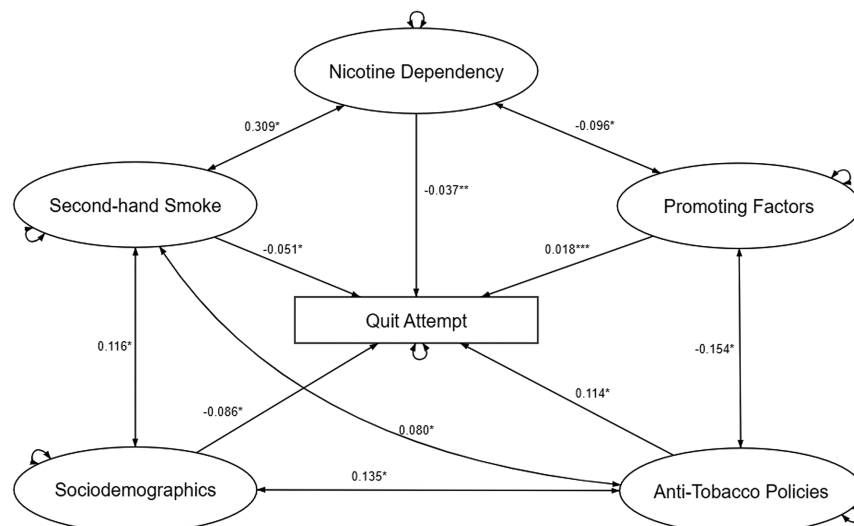 Nicotine Dependency
0.309*
-0.096*
-0.037**
Second-hand Smoke
Promoting Factors
-0.051*
0.018***
Quit Attempt
0.116*
-0.154*
-0.086*
0.114*
0.080*
0.135*
Sociodemographics
Anti-Tobacco Policies